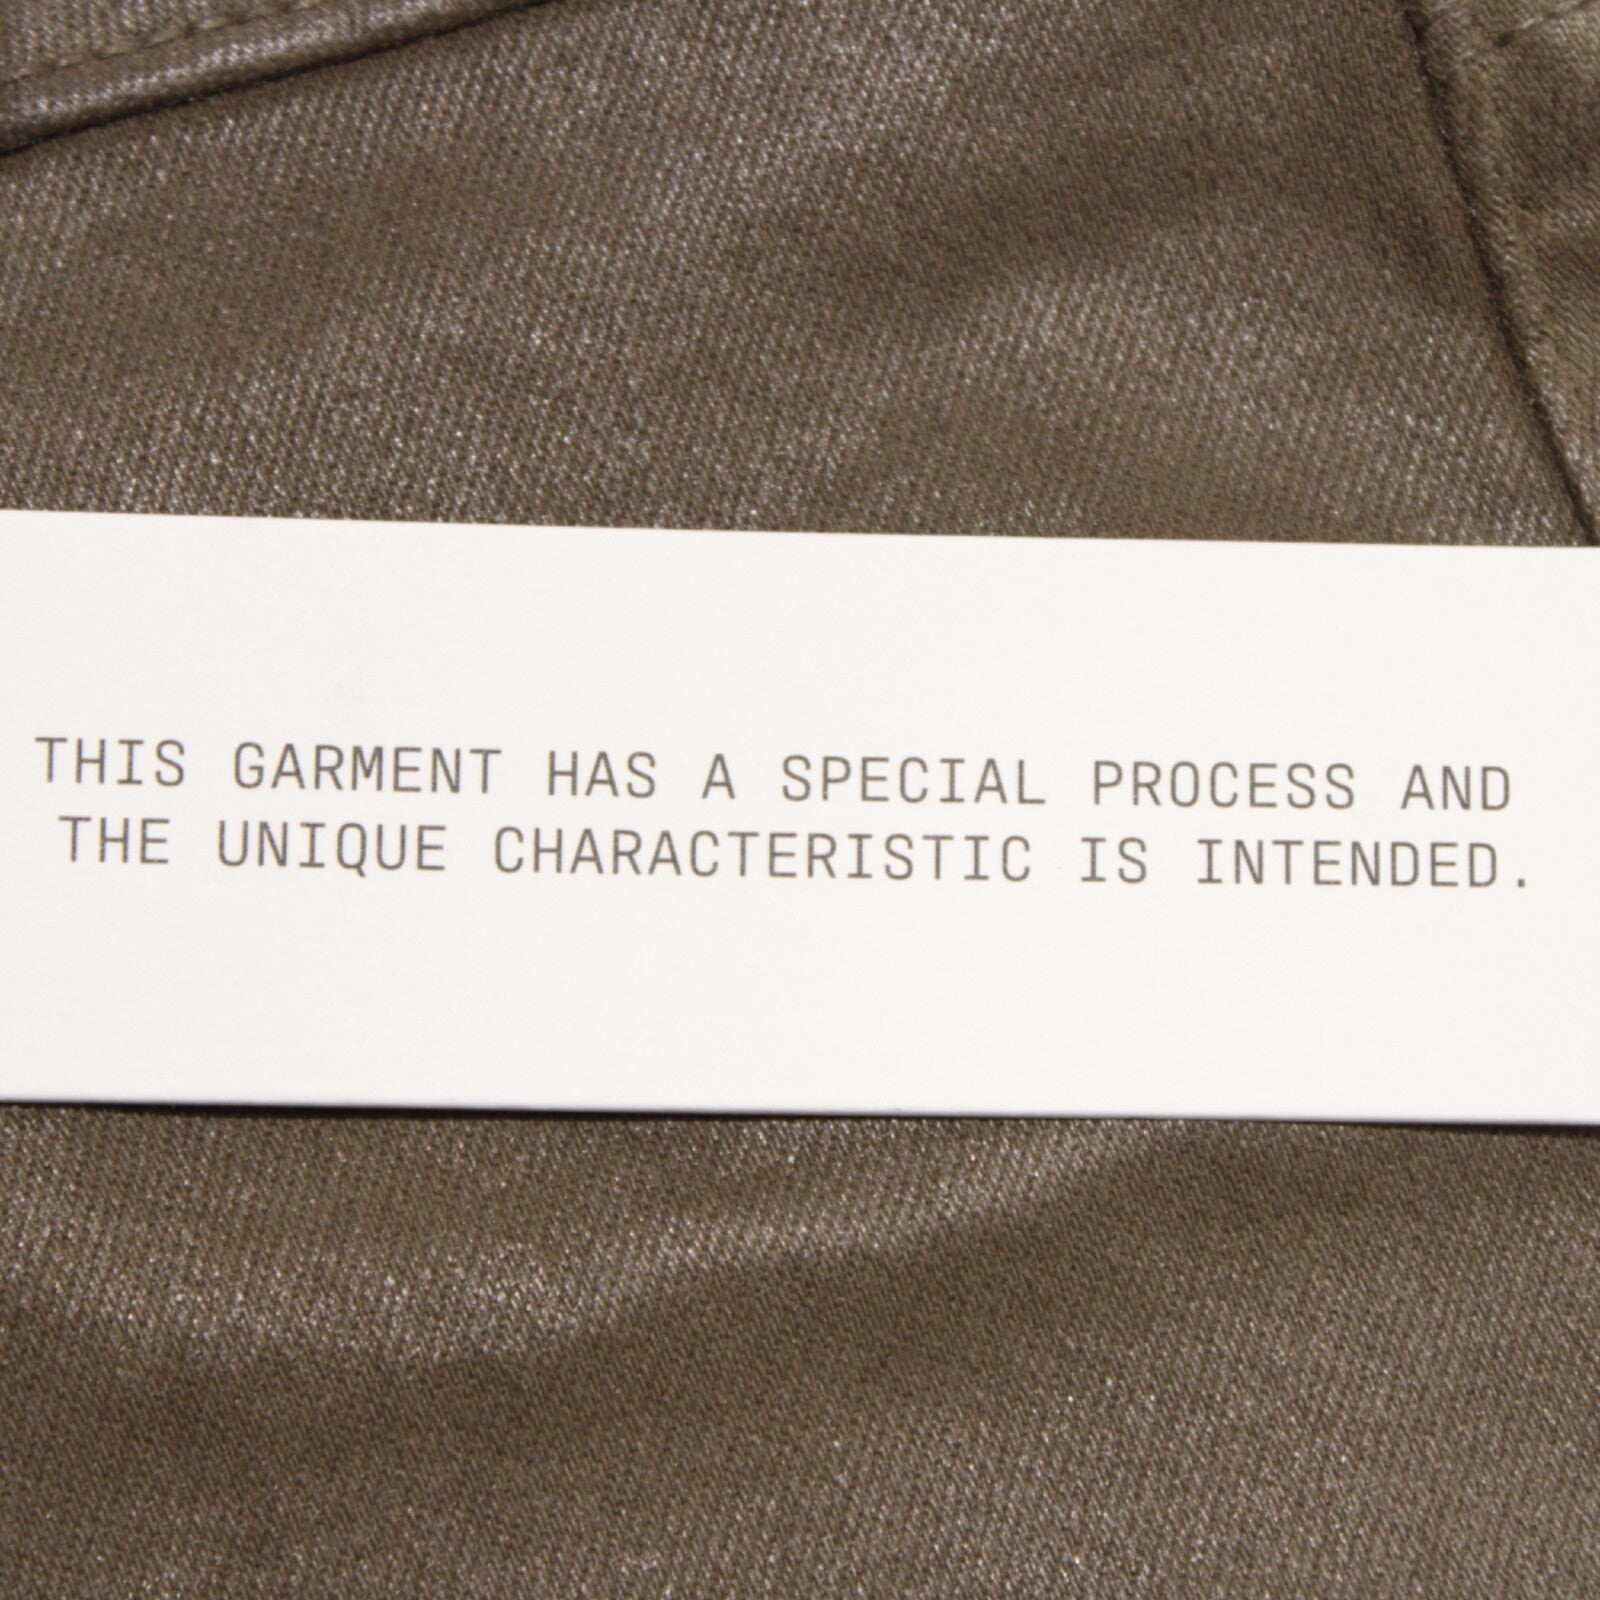 THIS GARMENT HAS A SPECIAL PROCESS AND
THE UNIQUE CHARACTERISTIC IS INTENDED.